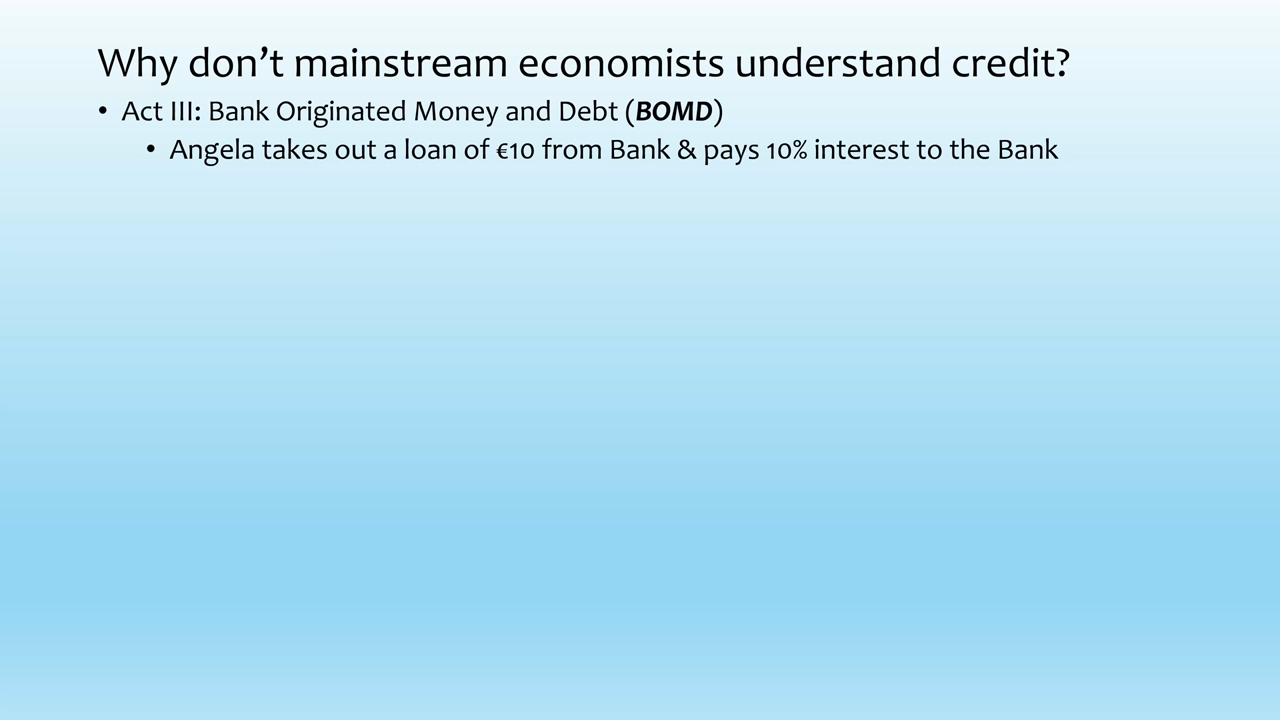 Why don’t mainstream economists understand credit?
• Act III: Bank Originated Money and Debt (BOMD)
• Angela takes out a loan of €10 from Bank & pays 10% interest to the Bank